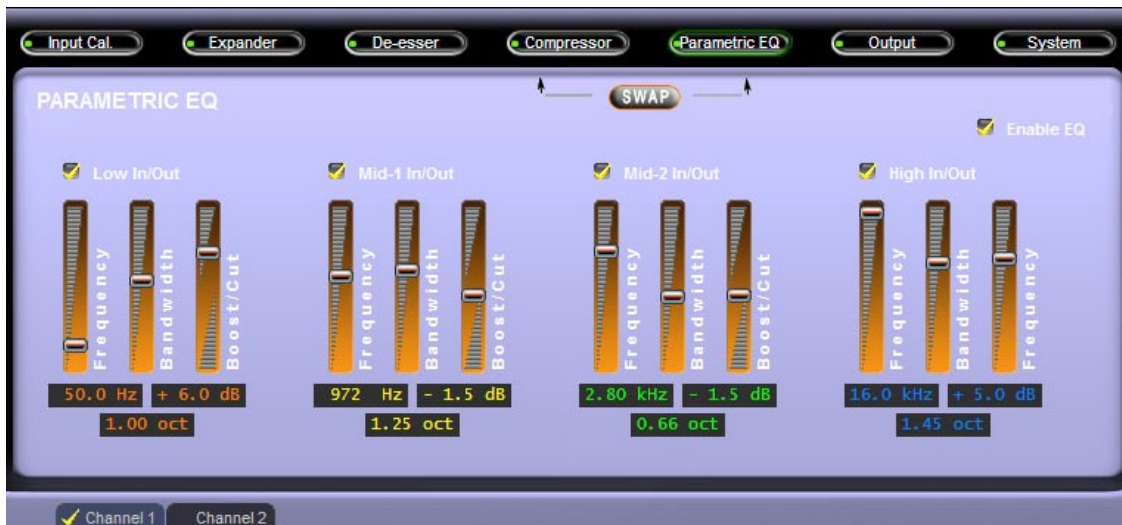 Input Cal. Expander De-esser Compressor Parametric EQ Output System
PARAMETRIC EQ
SWAP
Enable EQ
Low In/Out Mid-1 In/Out Mid-2 In/Out High In/Out
Frequency Bandwidth Boost/Cut Frequency Bandwidth Boost/Cut Frequency Bandwidth Boost/Cut Frequency Bandwidth Frequency
50.0 Hz + 6.0 dB 972 Hz - 1.5 dB 2.80 kHz - 1.5 dB 16.0 kHz + 5.0 dB
1.00 oct 1.25 oct 0.66 oct 1.45 oct
Channel 1 Channel 2